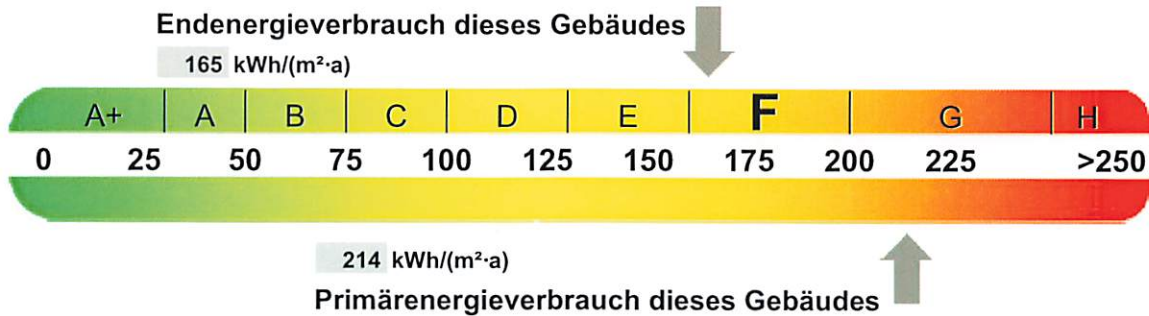 Endenergieverbrauch dieses Gebäudes
165 kWh/(m²·a)
A+ A B C D E F G H
0 25 50 75 100 125 150 175 200 225 >250
214 kWh/(m²·a)
Primärenergieverbrauch dieses Gebäudes